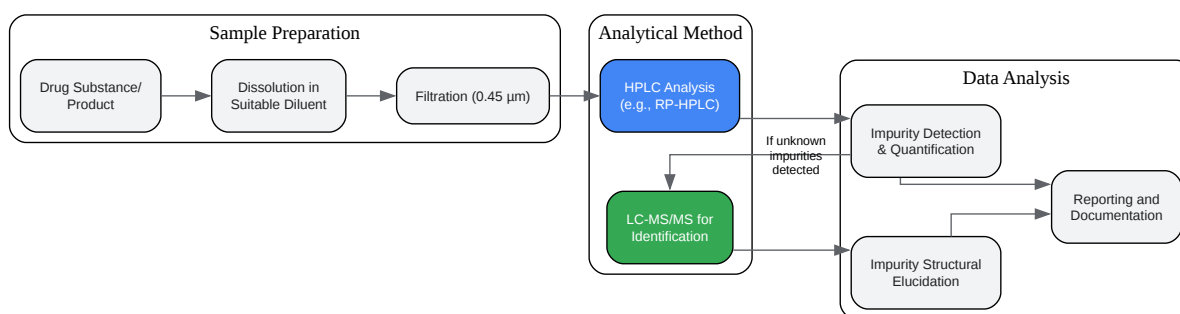 Sample Preparation
Drug Substance/
Product
Dissolution in
Suitable Diluent
Filtration (0.45 µm)
Analytical Method
HPLC Analysis
(e.g., RP-HPLC)
LC-MS/MS for
Identification
If unknown
impurities
detected
Data Analysis
Impurity Detection
& Quantification
Impurity Structural
Elucidation
Reporting and
Documentation